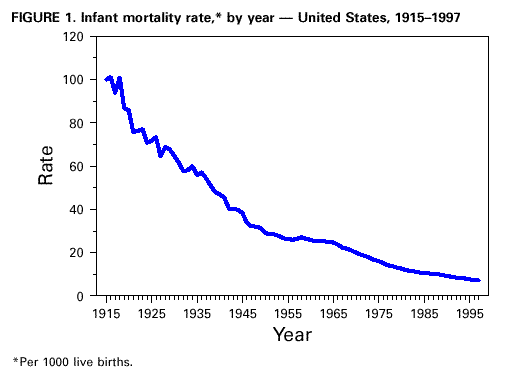 FIGURE 1. Infant mortality rate,* by year — United States, 1915–1997
120
100
80
60
40
20
0
Rate
1915 1925 1935 1945 1955 1965 1975 1985 1995
Year
*Per 1000 live births.